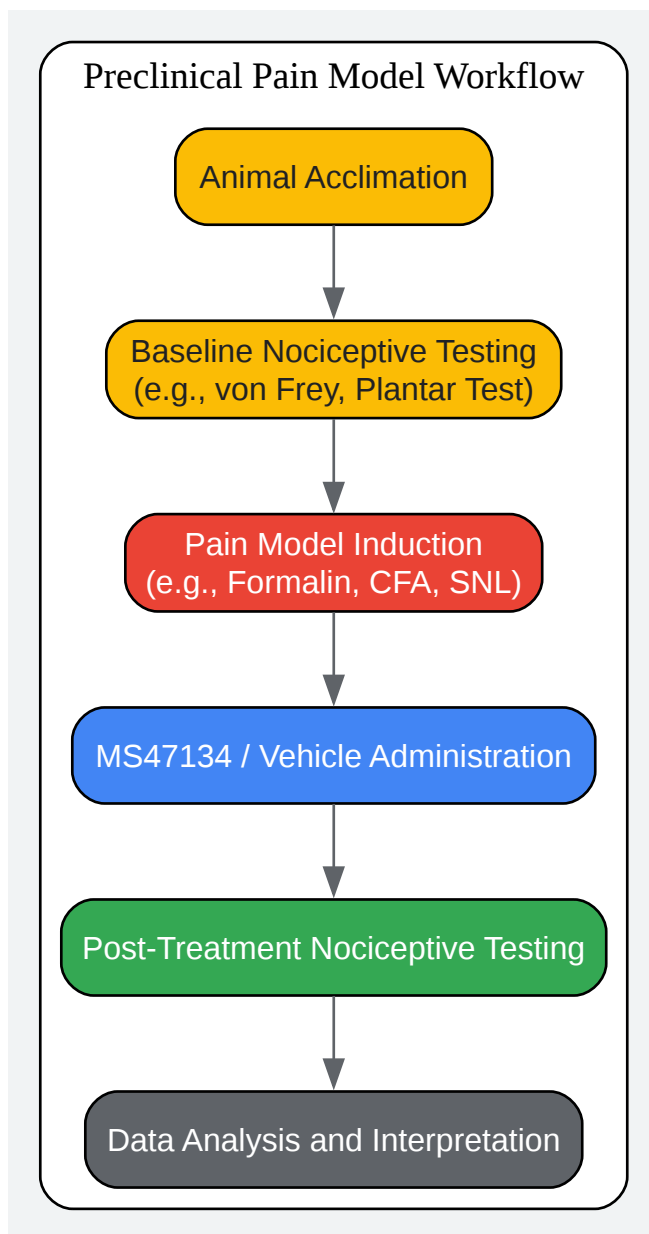 Preclinical Pain Model Workflow
Animal Acclimation
Baseline Nociceptive Testing
(e.g., von Frey, Plantar Test)
Pain Model Induction
(e.g., Formalin, CFA, SNL)
MS47134 / Vehicle Administration
Post-Treatment Nociceptive Testing
Data Analysis and Interpretation